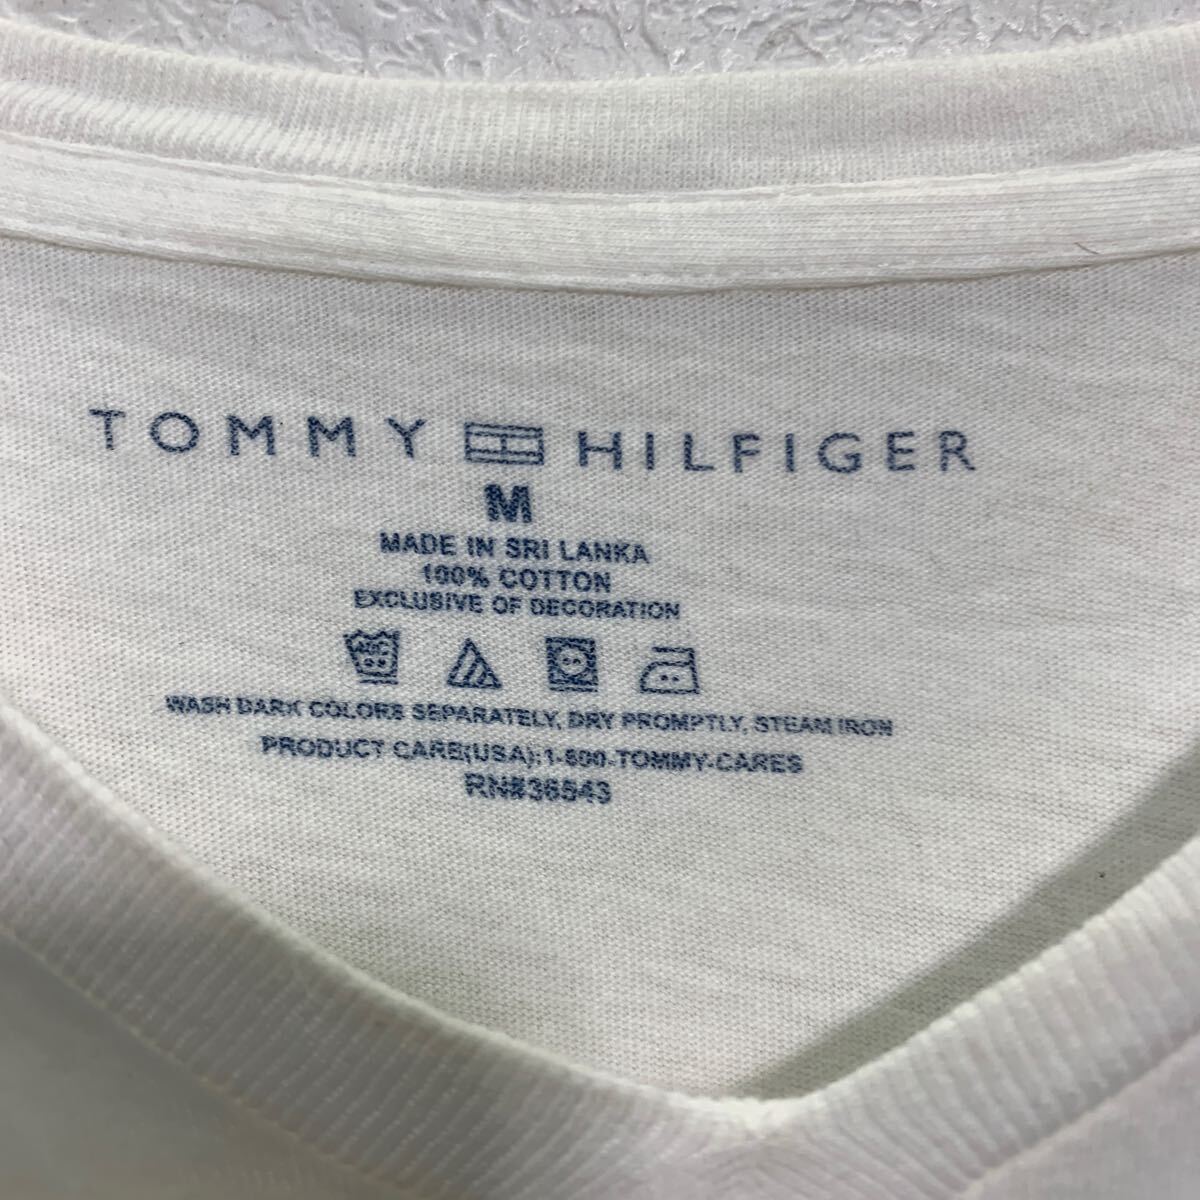 TOMMY HILFIGER
M
MADE IN SRI LANKA
100% COTTON
EXCLUSIVE OF DECORATION
WASH DARK COLORS SEPARATELY, DRY PROMPTLY, STEAM IRON
PRODUCT CARE(USA):1-800-TOMMY-CARES
RN#36543